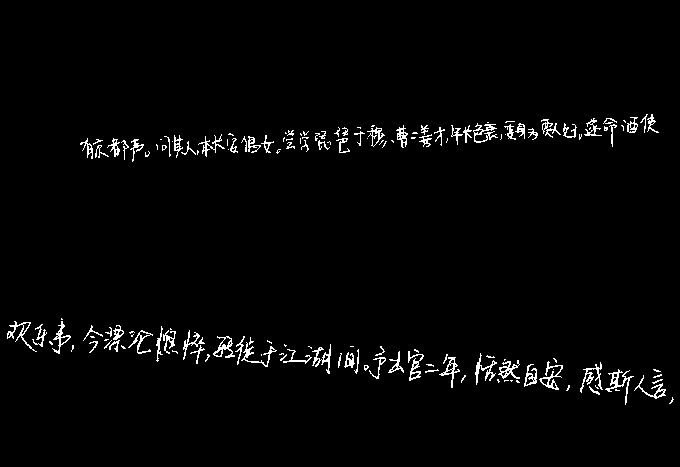 有京都声。问其人,本长安倡女。尝学琵琶于穆、曹二善才,年长色衰,委身为贾人妇,遂命酒使
欢乐事,今漂沦憔悴,转徙于江湖间。予出官二年,恬然自安,感斯人言,